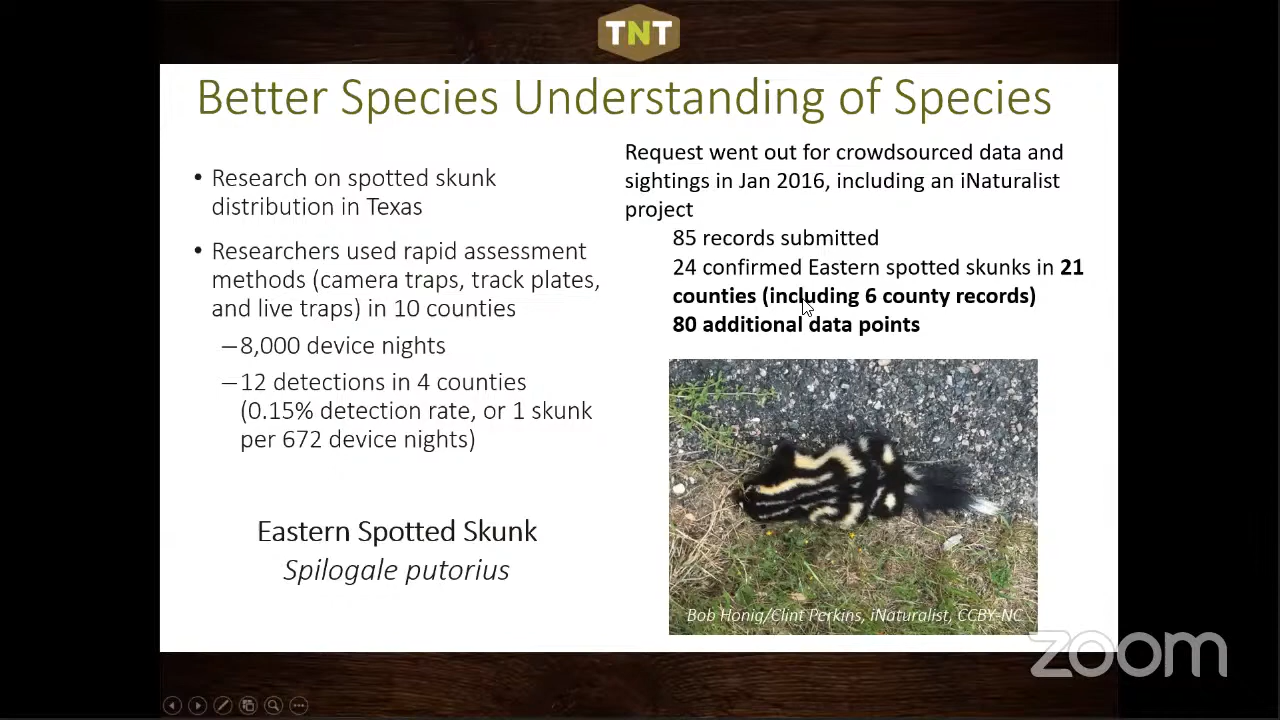 TNT
Better Species Understanding of Species
• Research on spotted skunk
distribution in Texas
• Researchers used rapid assessment
methods (camera traps, track plates,
and live traps) in 10 counties
–8,000 device nights
–12 detections in 4 counties
(0.15% detection rate, or 1 skunk
per 672 device nights)
Eastern Spotted Skunk
Spilogale putorius
Request went out for crowdsourced data and
sightings in Jan 2016, including an iNaturalist
project
85 records submitted
24 confirmed Eastern spotted skunks in 21
counties (including 6 county records)
80 additional data points
Bob Honig/Clint Perkins, iNaturalist, CCBY-NC
zoom